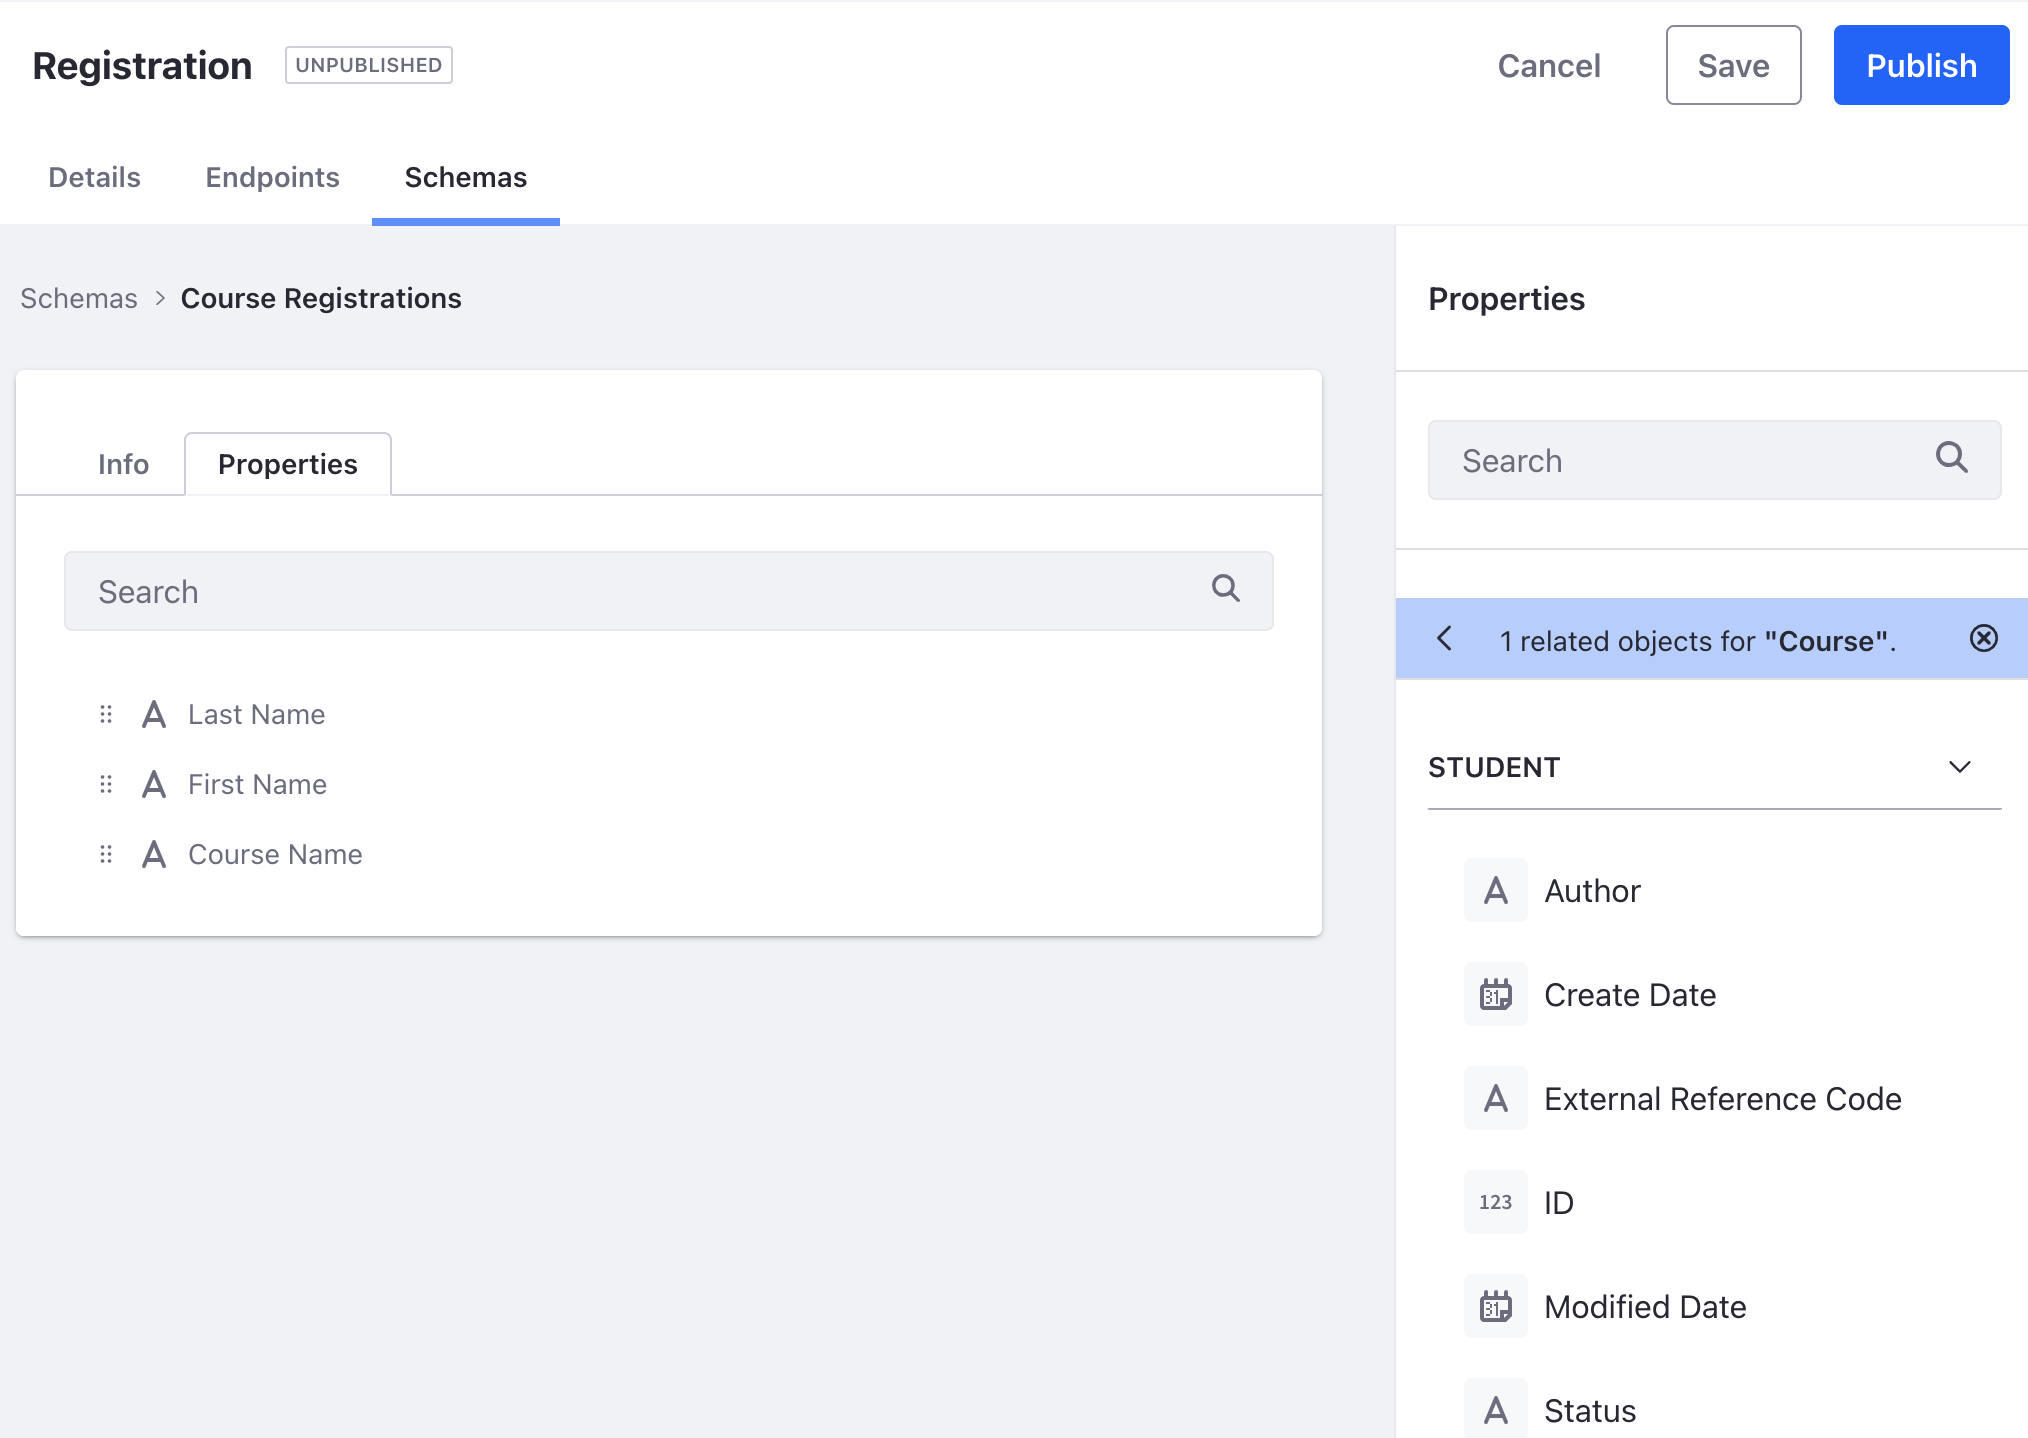 Registration UNPUBLISHED Cancel Save Publish
Details Endpoints Schemas
Schemas > Course Registrations
Info Properties
Search
A Last Name
A First Name
A Course Name
Properties
Search
1 related objects for "Course".
STUDENT
A Author
31 Create Date
A External Reference Code
123 ID
31 Modified Date
A Status